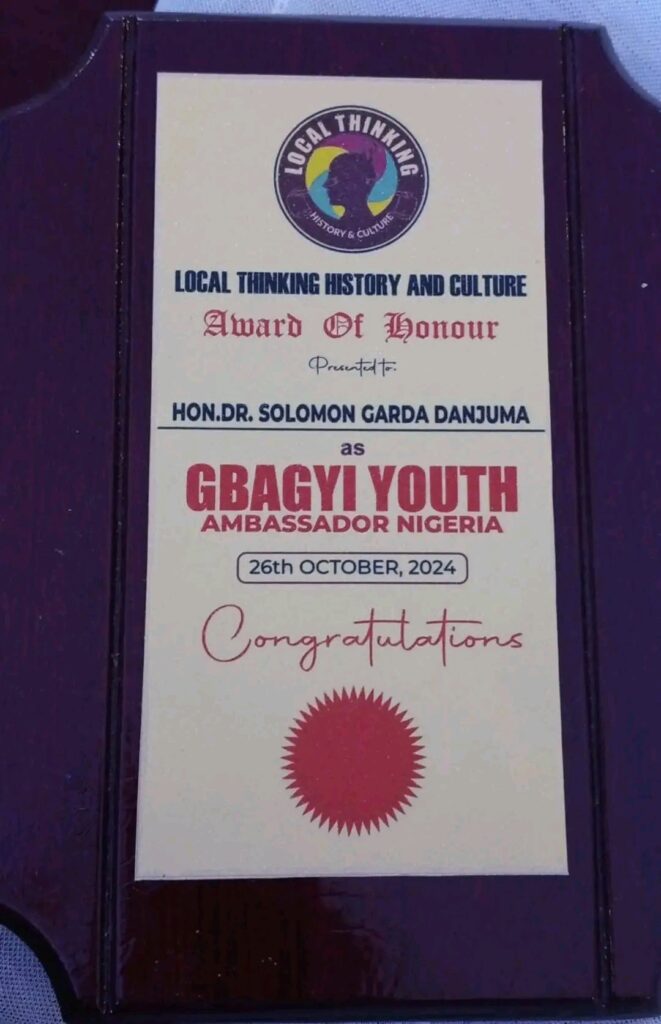 LOCAL THINKING
HISTORY & CULTURE
LOCAL THINKING HISTORY AND CULTURE
Award Of Honour
Presented to:
HON.DR. SOLOMON GARDA DANJUMA
as
GBAGYI YOUTH
AMBASSADOR NIGERIA
26th OCTOBER, 2024
Congratulations